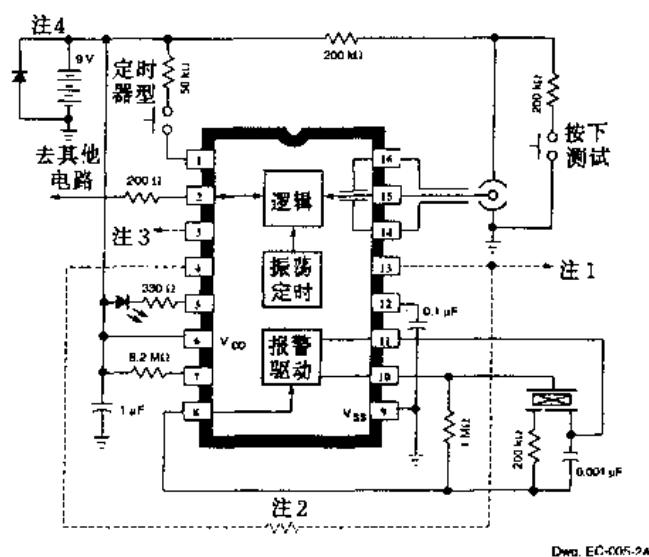 注4
9 V
定时
器型
50 kΩ
200 kΩ
200 kΩ
按下
测试
去其他
电路
200 Ω
1
2
3
4
5
6
7
8
16
15
14
13
12
11
10
9
逻辑
振荡
定时
报警
驱动
VDD
VSS
注3
注1
330 Ω
8.2 MΩ
1 µF
0.1 µF
1 MΩ
200 kΩ
0.001 µF
注2
Dwg. EC-005-2A